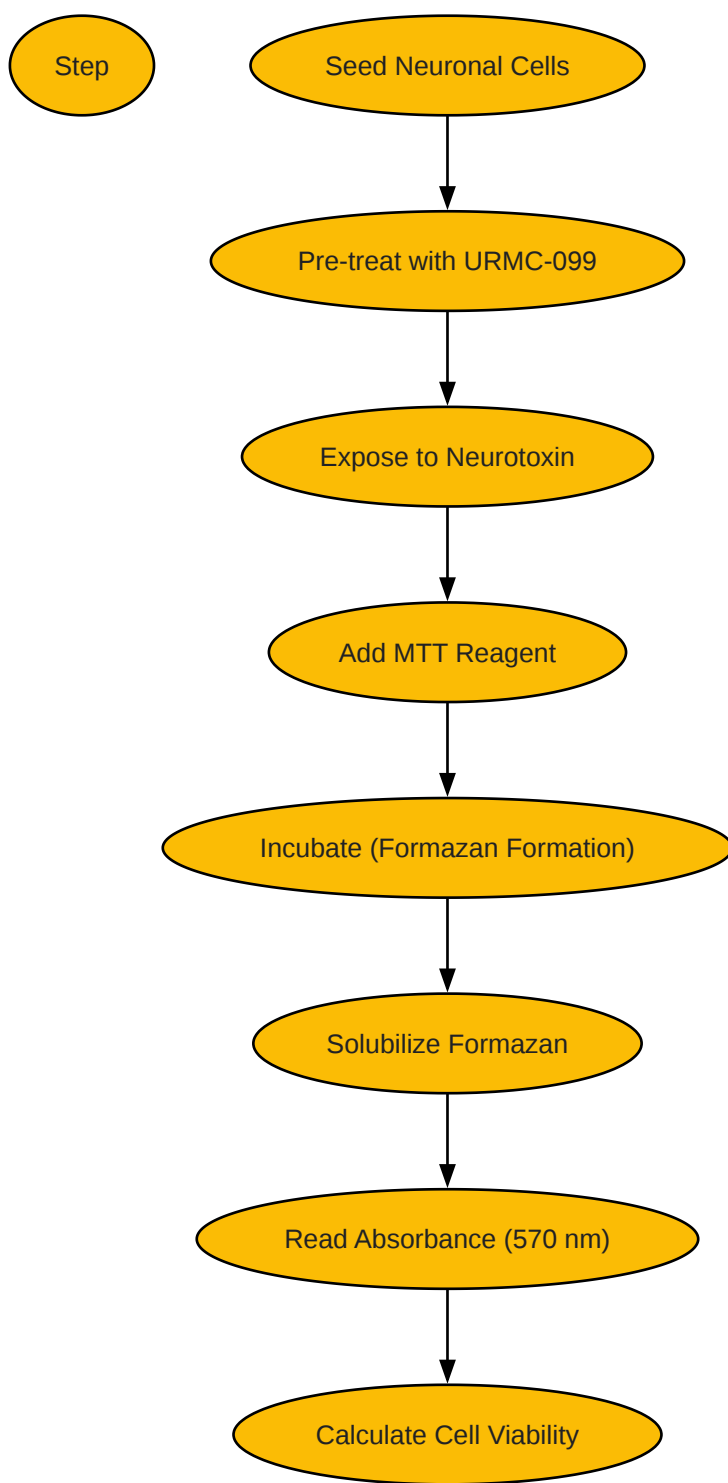 Step
Seed Neuronal Cells
Pre-treat with URMC-099
Expose to Neurotoxin
Add MTT Reagent
Incubate (Formazan Formation)
Solubilize Formazan
Read Absorbance (570 nm)
Calculate Cell Viability